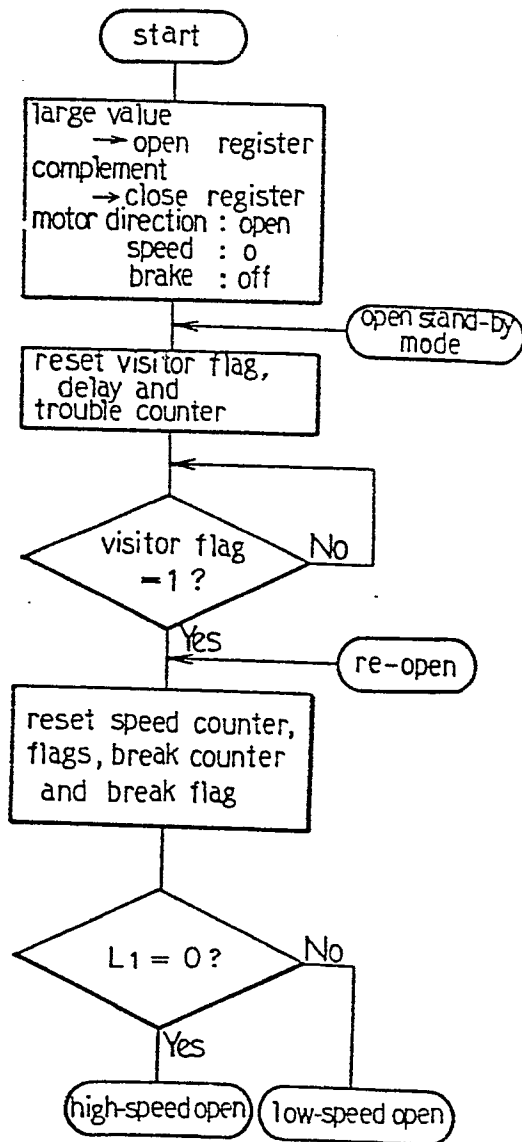 start
large value
→ open register
complement
→ close register
motor direction : open
speed : 0
brake : off
open stand-by
mode
reset visitor flag,
delay and
trouble counter
visitor flag
=1 ?
No
Yes
re-open
reset speed counter,
flags, break counter
and break flag
L1 = 0 ?
No
Yes
high-speed open
low-speed open